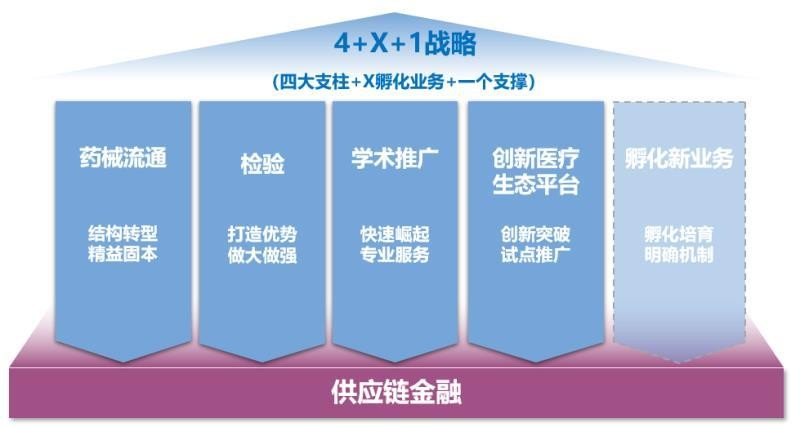 4+X+1战略
（四大支柱+X孵化业务+一个支撑）
药械流通
结构转型
精益固本
检验
打造优势
做大做强
学术推广
快速崛起
专业服务
创新医疗
生态平台
创新突破
试点推广
孵化新业务
孵化培育
明确机制
供应链金融